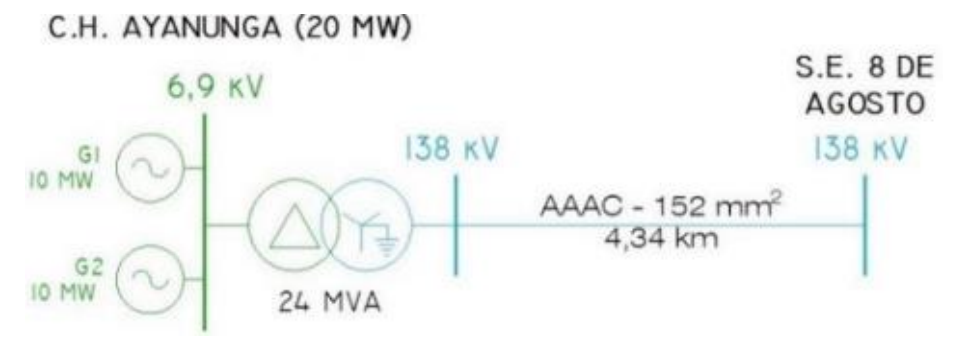 C.H. AYANUNGA (20 MW)
6,9 KV
G1
10 MW
G2
10 MW
24 MVA
138 KV
AAAC - 152 mm²
4,34 km
S.E. 8 DE
AGOSTO
138 KV